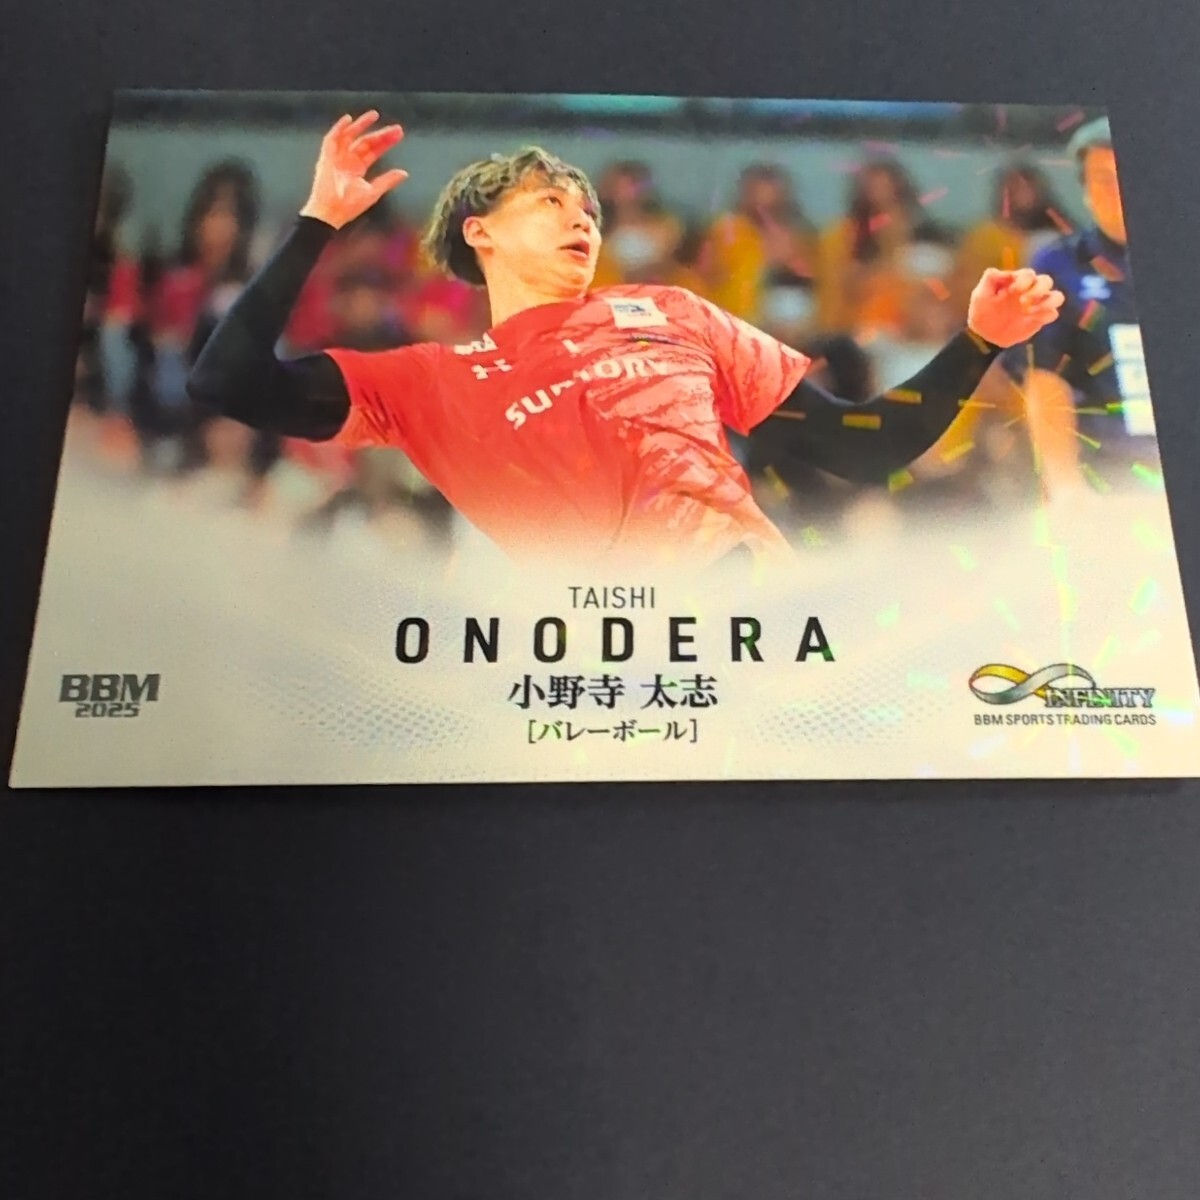 SUNTORY
TAISHI
ONODERA
小野寺 太志
[バレーボール]
BBM
2025
INFINITY
BBM SPORTS TRADING CARDS